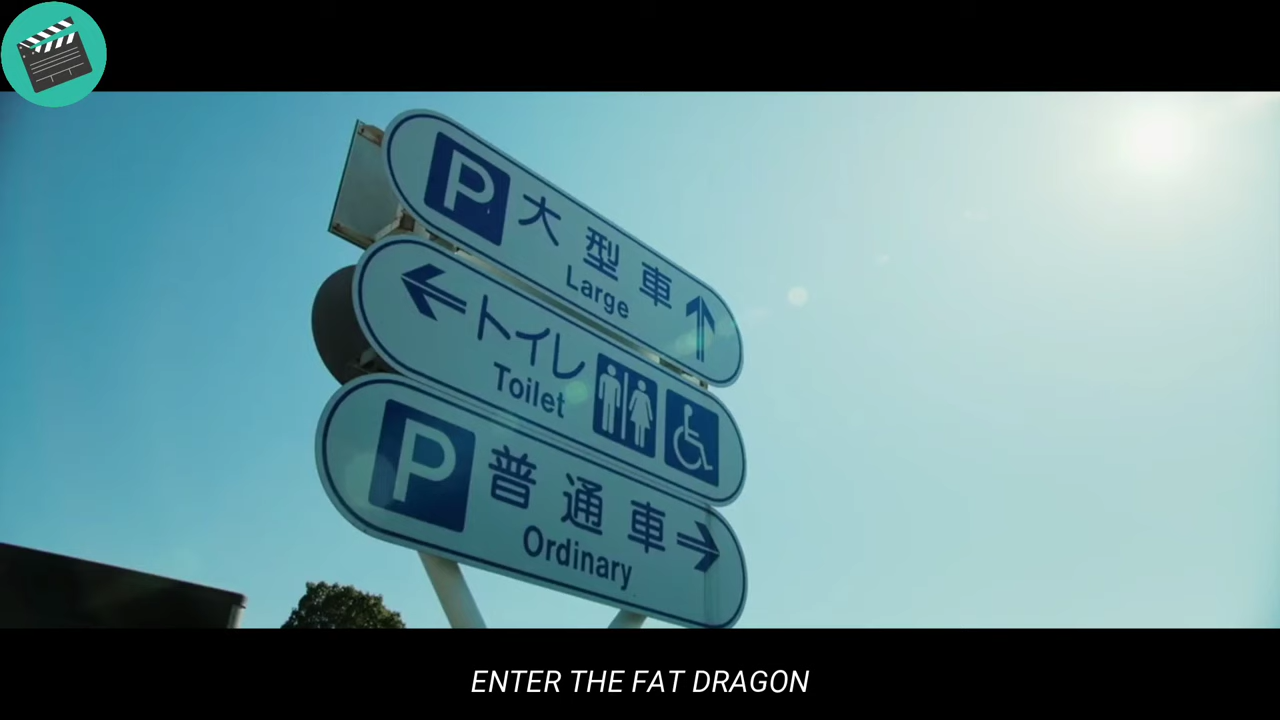 P 大型車
Large
トイレ
Toilet
P 普通車
Ordinary
ENTER THE FAT DRAGON